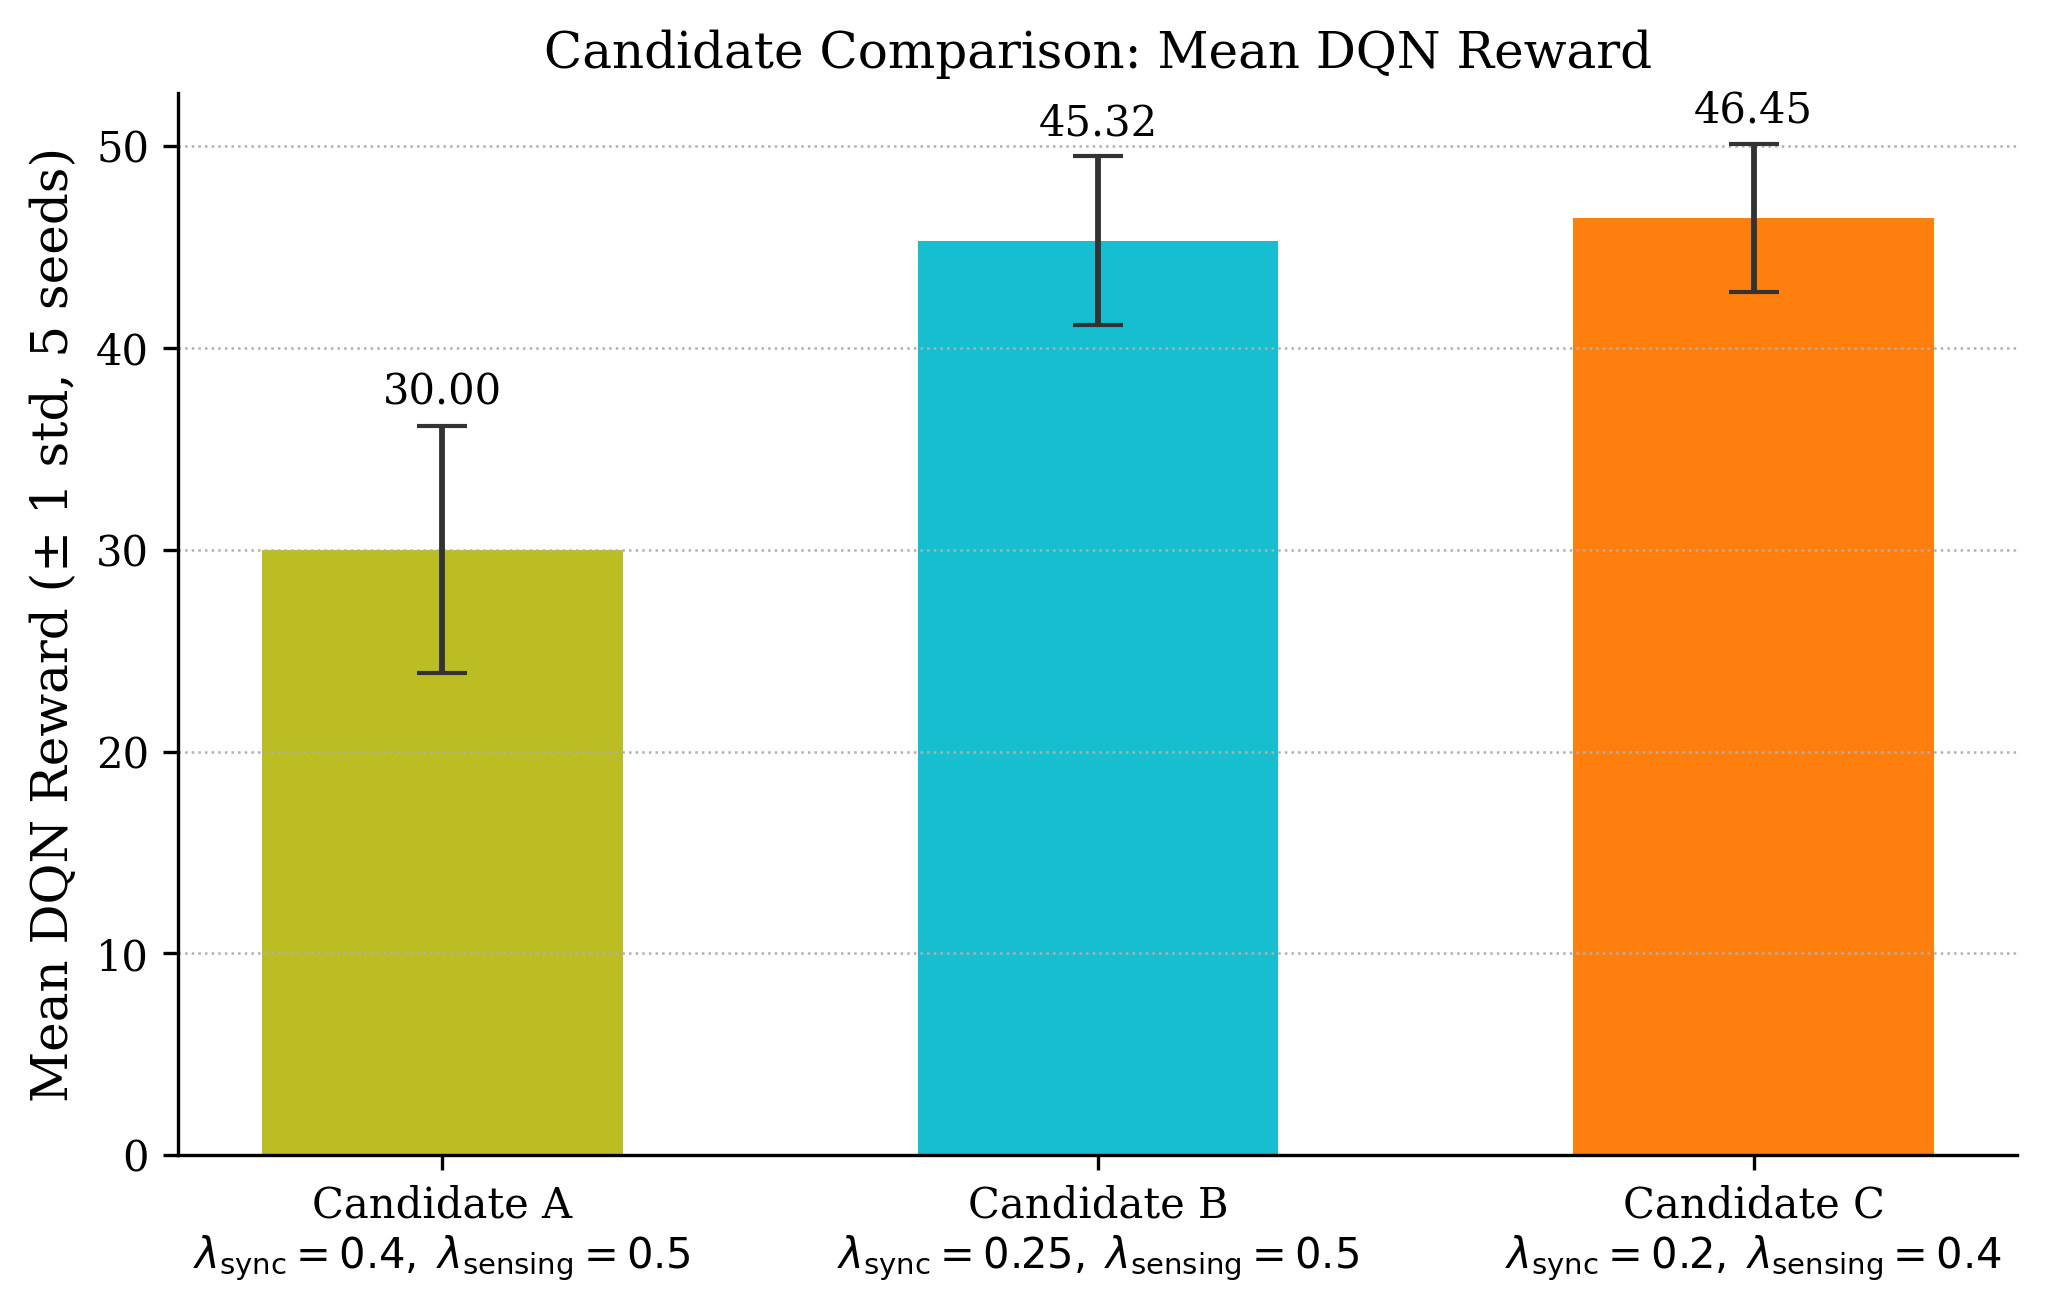 Candidate Comparison: Mean DQN Reward
Mean DQN Reward (± 1 std, 5 seeds)
50
40
30
20
10
0
30.00
45.32
46.45
Candidate A
λsync = 0.4, λsensing = 0.5
Candidate B
λsync = 0.25, λsensing = 0.5
Candidate C
λsync = 0.2, λsensing = 0.4